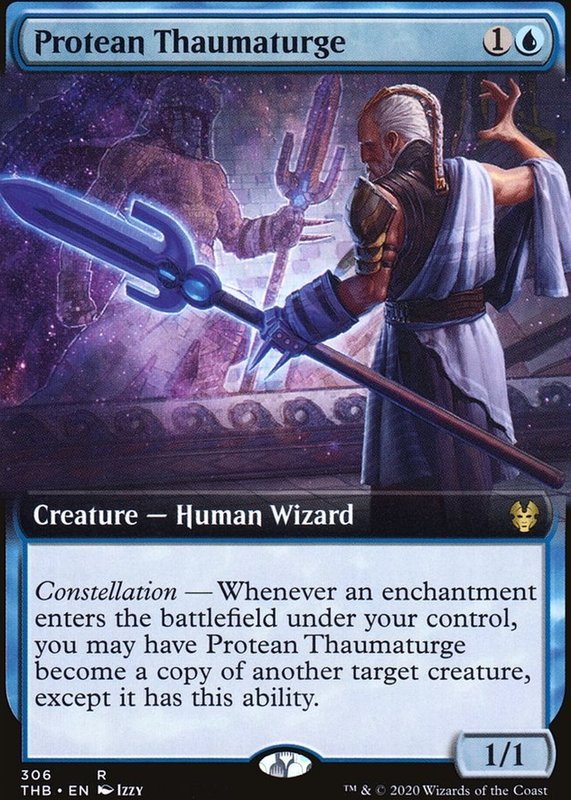 Protean Thaumaturge 1
Creature — Human Wizard
Constellation — Whenever an enchantment
enters the battlefield under your control,
you may have Protean Thaumaturge
become a copy of another target creature,
except it has this ability.
1/1
306 R
THB • EN Izzy
™ & © 2020 Wizards of the Coast